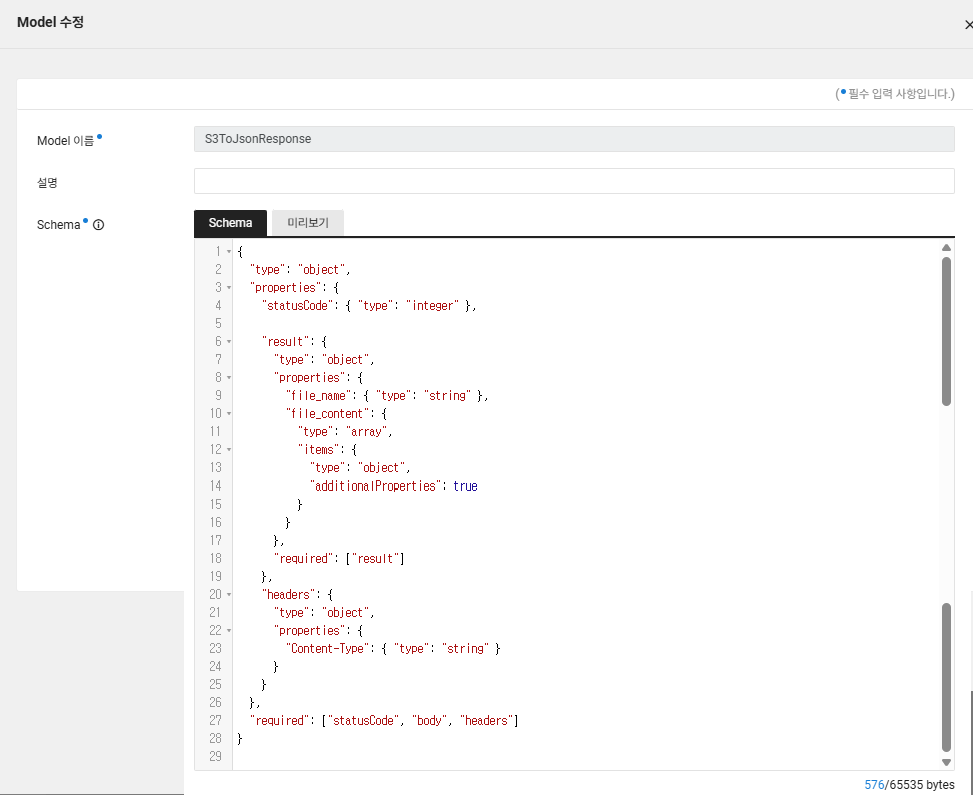 Model 수정
(• 필수 입력 사항입니다.)
Model 이름 • S3ToJsonResponse
설명
Schema • Schema 미리보기
1 {
2   "type": "object",
3   "properties": {
4     "statusCode": { "type": "integer" },
5
6     "result": {
7       "type": "object",
8       "properties": {
9         "file_name": { "type": "string" },
10         "file_content": {
11           "type": "array",
12           "items": {
13             "type": "object",
14             "additionalProperties": true
15           }
16         }
17       },
18       "required": ["result"]
19     },
20     "headers": {
21       "type": "object",
22       "properties": {
23         "Content-Type": { "type": "string" }
24       }
25     }
26   },
27   "required": ["statusCode", "body", "headers"]
28 }
29
576/65535 bytes